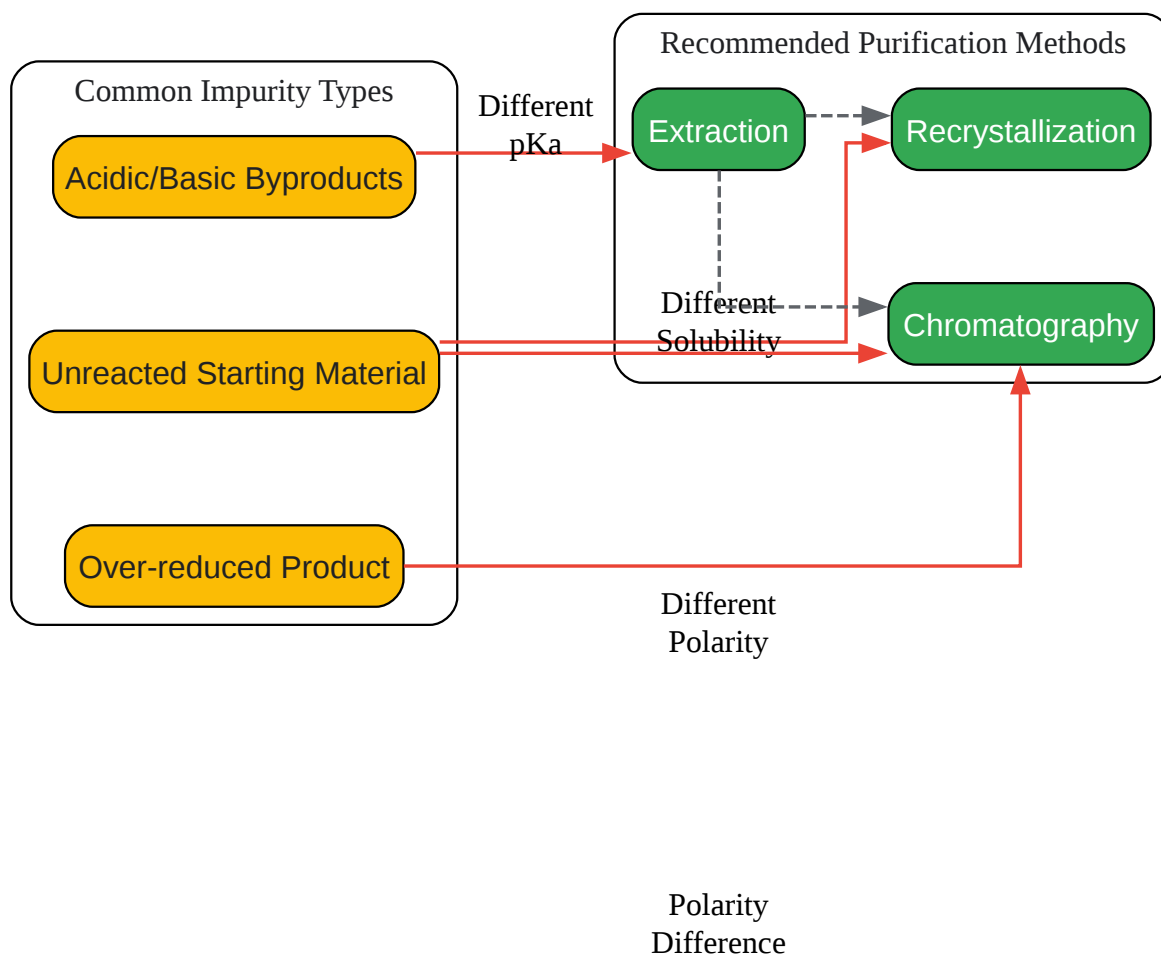 Recommended Purification Methods
Common Impurity Types
Different
pKa
Extraction
Recrystallization
Acidic/Basic Byproducts
Different
Solubility
Chromatography
Unreacted Starting Material
Over-reduced Product
Different
Polarity
Polarity
Difference